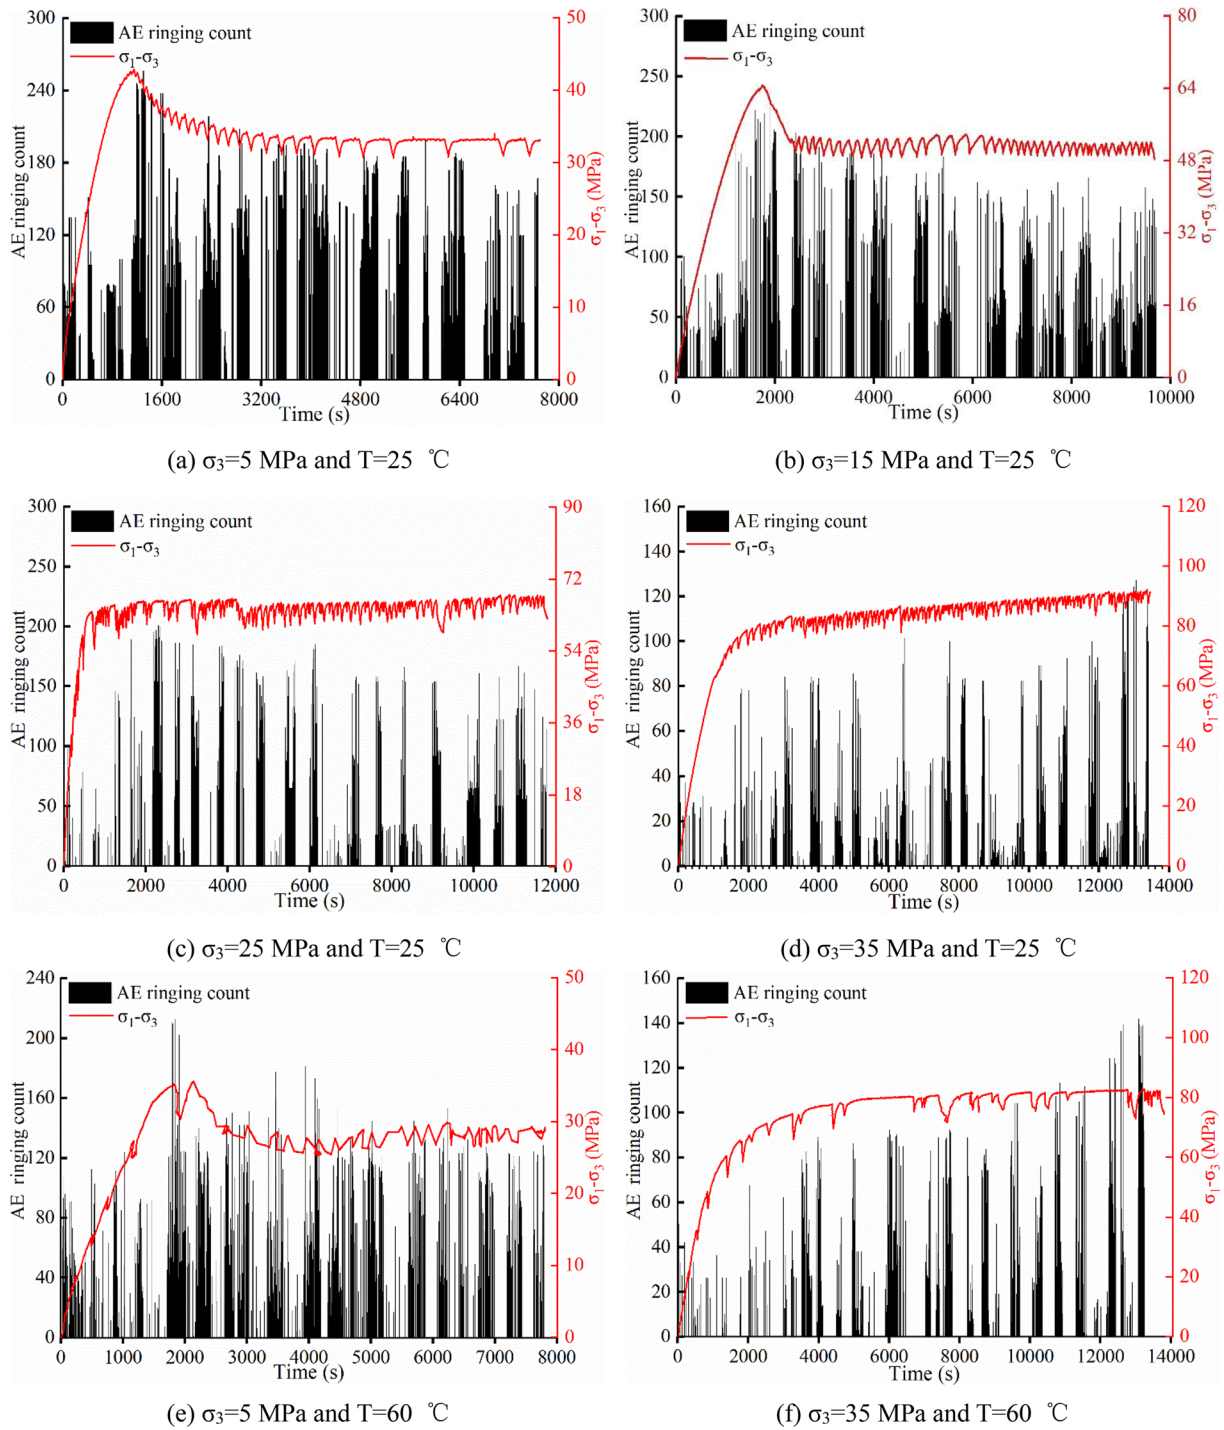 AE ringing count
σ1-σ3
AE ringing count
σ1-σ3 (MPa)
300
240
180
120
60
0
50
40
30
20
10
0
0 1600 3200 4800 6400 8000
Time (s)
(a) σ3=5 MPa and T=25 ℃
AE ringing count
σ1-σ3
AE ringing count
σ1-σ3 (MPa)
300
250
200
150
100
50
0
80
64
48
32
16
0
0 2000 4000 6000 8000 10000
Time (s)
(b) σ3=15 MPa and T=25 ℃
AE ringing count
σ1-σ3
AE ringing count
σ1-σ3 (MPa)
300
250
200
150
100
50
0
90
72
54
36
18
0
0 2000 4000 6000 8000 10000 12000
Time (s)
(c) σ3=25 MPa and T=25 ℃
AE ringing count
σ1-σ3
AE ringing count
σ1-σ3 (MPa)
160
140
120
100
80
60
40
20
0
120
100
80
60
40
20
0
0 2000 4000 6000 8000 10000 12000 14000
Time (s)
(d) σ3=35 MPa and T=25 ℃
AE ringing count
σ1-σ3
AE ringing count
σ1-σ3 (MPa)
240
200
160
120
80
40
0
50
40
30
20
10
0
0 1000 2000 3000 4000 5000 6000 7000 8000
Time (s)
(e) σ3=5 MPa and T=60 ℃
AE ringing count
σ1-σ3
AE ringing count
σ1-σ3 (MPa)
160
140
120
100
80
60
40
20
0
120
100
80
60
40
20
0
0 2000 4000 6000 8000 10000 12000 14000
Time (s)
(f) σ3=35 MPa and T=60 ℃